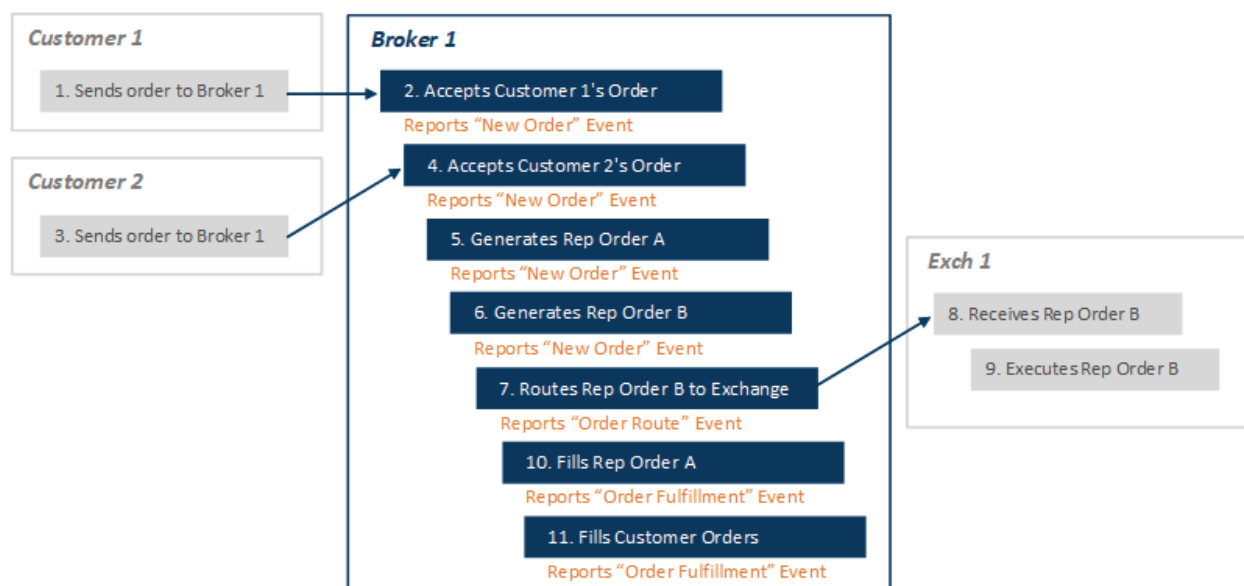 Customer 1
1. Sends order to Broker 1
Customer 2
3. Sends order to Broker 1
Broker 1
2. Accepts Customer 1's Order
Reports “New Order” Event
4. Accepts Customer 2's Order
Reports “New Order” Event
5. Generates Rep Order A
Reports “New Order” Event
6. Generates Rep Order B
Reports “New Order” Event
7. Routes Rep Order B to Exchange
Reports “Order Route” Event
10. Fills Rep Order A
Reports “Order Fulfillment” Event
11. Fills Customer Orders
Reports “Order Fulfillment” Event
Exch 1
8. Receives Rep Order B
9. Executes Rep Order B